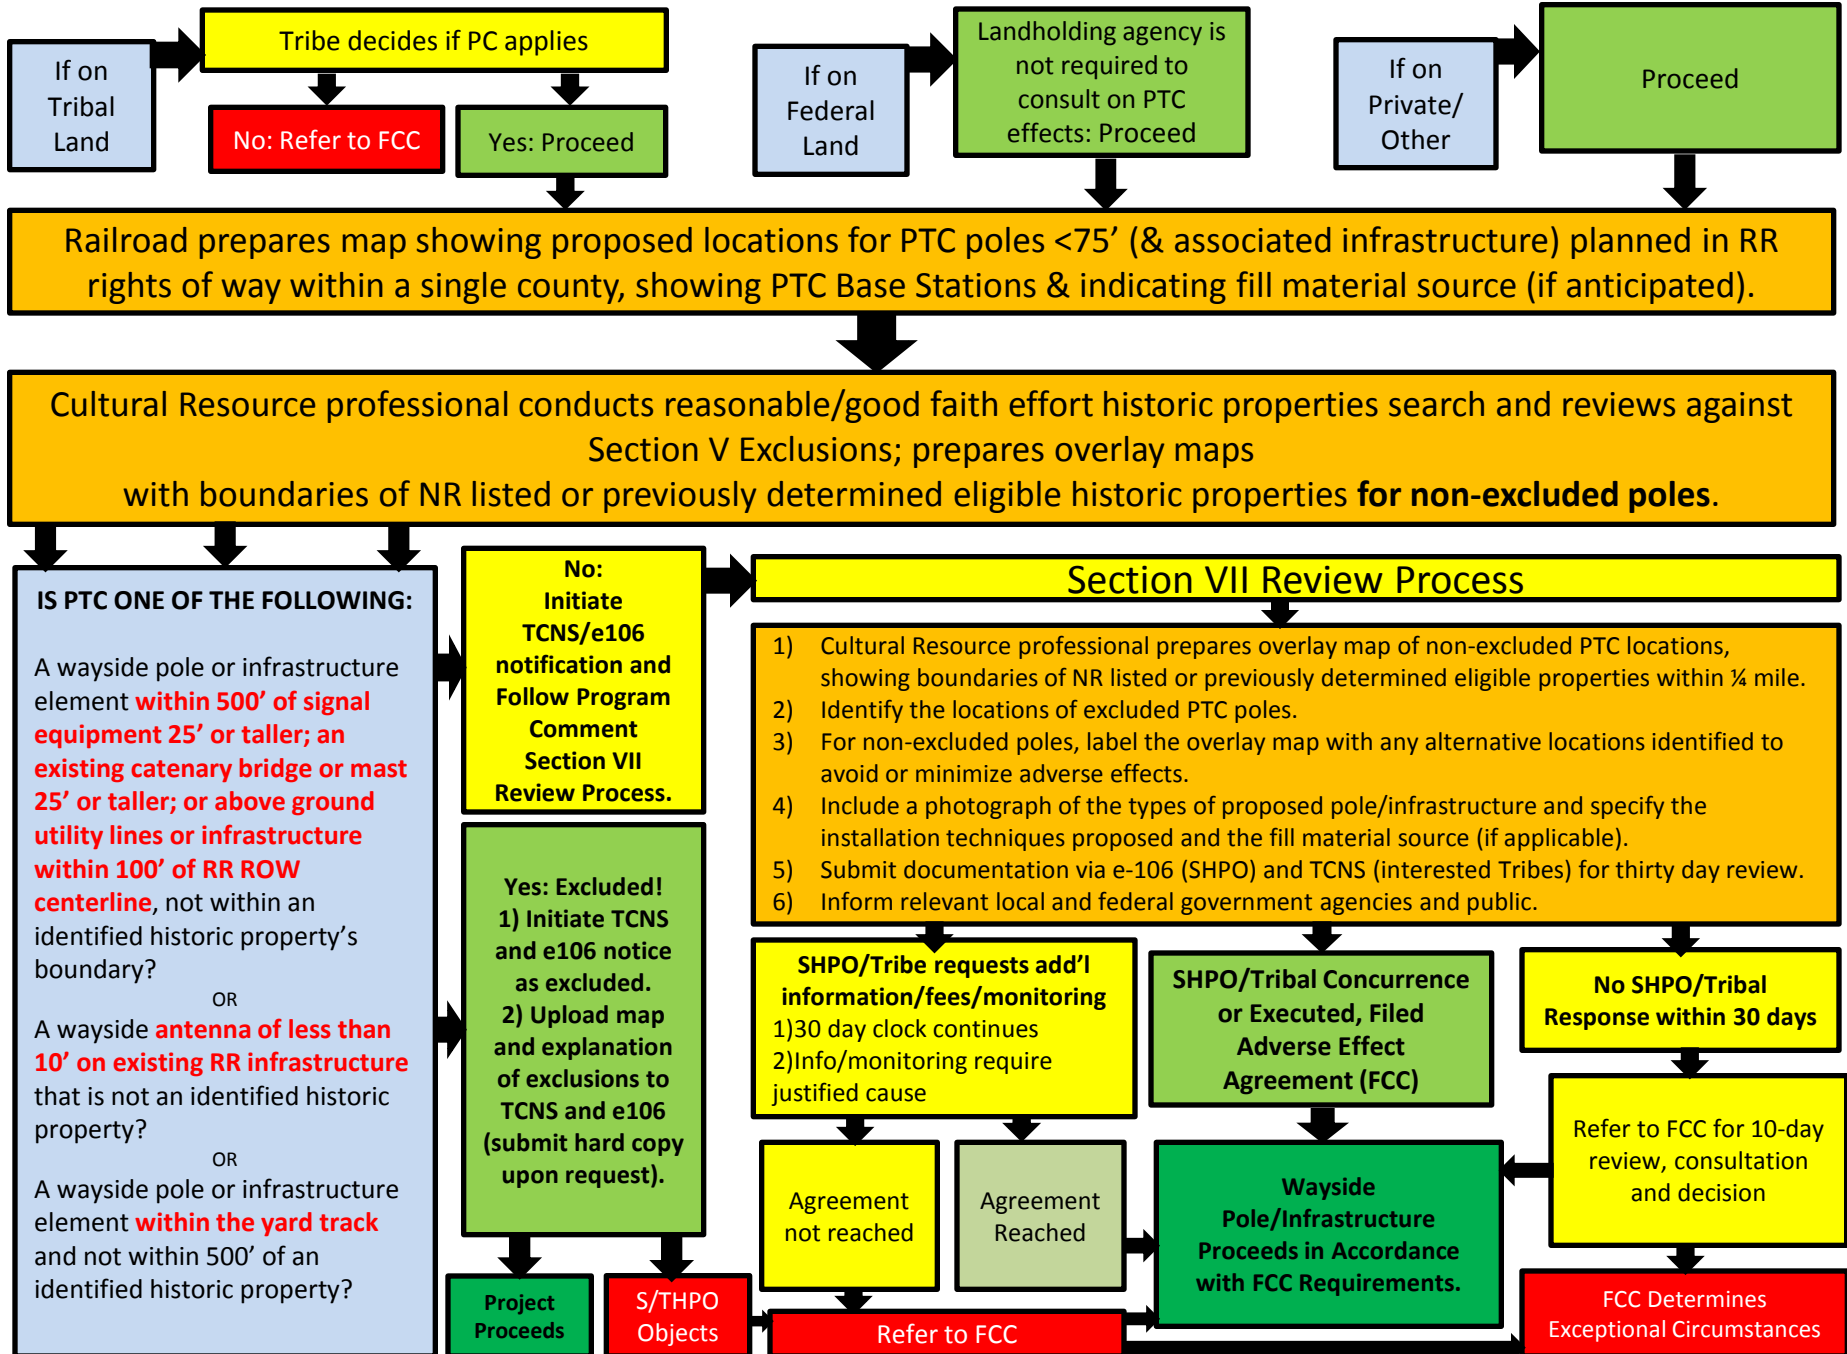 If on
Tribal
Land
Tribe decides if PC applies
No: Refer to FCC
Yes: Proceed
If on
Federal
Land
Landholding agency is
not required to
consult on PTC
effects: Proceed
If on
Private/
Other
Proceed
Railroad prepares map showing proposed locations for PTC poles <75’ (& associated infrastructure) planned in RR
rights of way within a single county, showing PTC Base Stations & indicating fill material source (if anticipated).
Cultural Resource professional conducts reasonable/good faith effort historic properties search and reviews against
Section V Exclusions; prepares overlay maps
with boundaries of NR listed or previously determined eligible historic properties for non-excluded poles.
IS PTC ONE OF THE FOLLOWING:
A wayside pole or infrastructure
element within 500’ of signal
equipment 25’ or taller; an
existing catenary bridge or mast
25’ or taller; or above ground
utility lines or infrastructure
within 100’ of RR ROW
centerline, not within an
identified historic property’s
boundary?
OR
A wayside antenna of less than
10’ on existing RR infrastructure
that is not an identified historic
property?
OR
A wayside pole or infrastructure
element within the yard track
and not within 500’ of an
identified historic property?
No:
Initiate
TCNS/e106
notification and
Follow Program
Comment
Section VII
Review Process.
Yes: Excluded!
1) Initiate TCNS
and e106 notice
as excluded.
2) Upload map
and explanation
of exclusions to
TCNS and e106
(submit hard copy
upon request).
Project
Proceeds
S/THPO
Objects
Section VII Review Process
1) Cultural Resource professional prepares overlay map of non-excluded PTC locations,
showing boundaries of NR listed or previously determined eligible properties within ¼ mile.
2) Identify the locations of excluded PTC poles.
3) For non-excluded poles, label the overlay map with any alternative locations identified to
avoid or minimize adverse effects.
4) Include a photograph of the types of proposed pole/infrastructure and specify the
installation techniques proposed and the fill material source (if applicable).
5) Submit documentation via e-106 (SHPO) and TCNS (interested Tribes) for thirty day review.
6) Inform relevant local and federal government agencies and public.
SHPO/Tribe requests add’l
information/fees/monitoring
1)30 day clock continues
2)Info/monitoring require
justified cause
Agreement
not reached
Agreement
Reached
Refer to FCC
SHPO/Tribal Concurrence
or Executed, Filed
Adverse Effect
Agreement (FCC)
Wayside
Pole/Infrastructure
Proceeds in Accordance
with FCC Requirements.
No SHPO/Tribal
Response within 30 days
Refer to FCC for 10-day
review, consultation
and decision
FCC Determines
Exceptional Circumstances